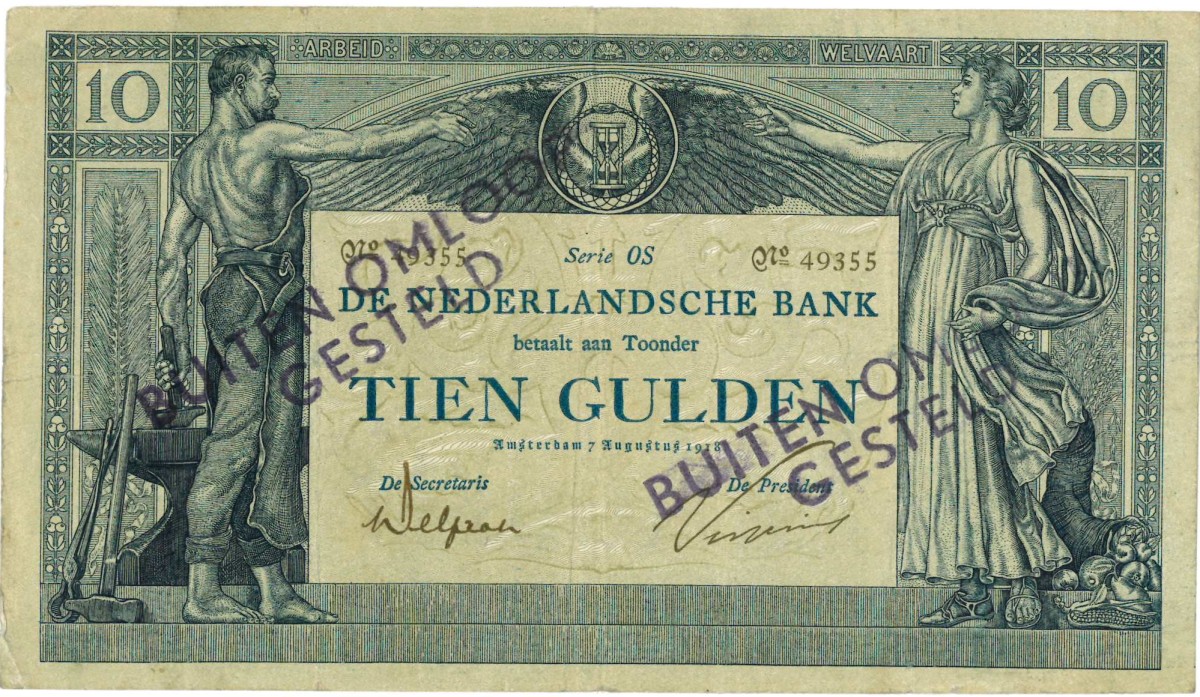 ARBEID
WELVAART
10
10
Nº 49355
Serie OS
Nº 49355
DE NEDERLANDSCHE BANK
betaalt aan Toonder
TIEN GULDEN
Amsterdam 7 Augustus 1918
De Secretaris
De President
BUITEN OMLOOP
GESTELD
BUITEN OML
GESTELD